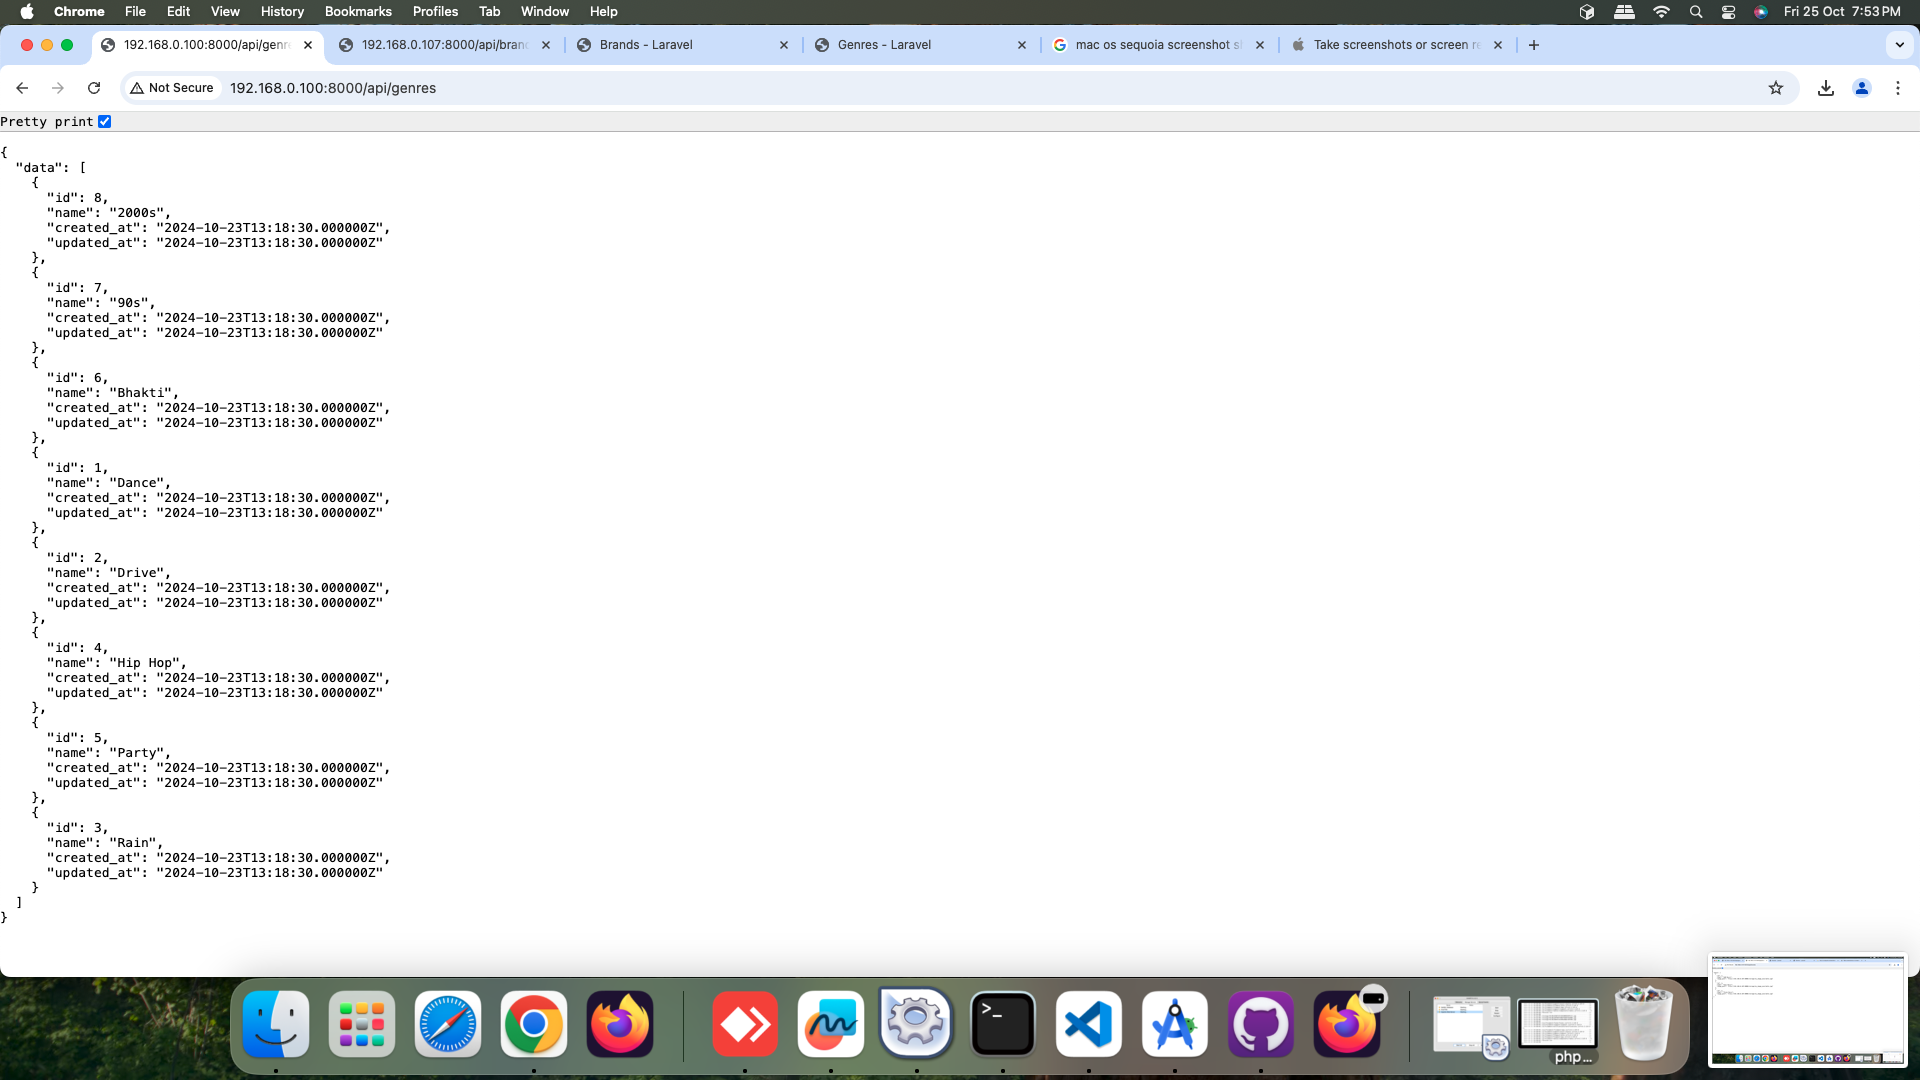 Chrome File Edit View History Bookmarks Profiles Tab Window Help Fri 25 Oct 7:53 PM
192.168.0.100:8000/api/genr 192.168.0.107:8000/api/bran Brands - Laravel Genres - Laravel mac os sequoia screenshot s Take screenshots or screen re
Not Secure 192.168.0.100:8000/api/genres
Pretty print
{
  "data": [
    {
      "id": 8,
      "name": "2000s",
      "created_at": "2024-10-23T13:18:30.000000Z",
      "updated_at": "2024-10-23T13:18:30.000000Z"
    },
    {
      "id": 7,
      "name": "90s",
      "created_at": "2024-10-23T13:18:30.000000Z",
      "updated_at": "2024-10-23T13:18:30.000000Z"
    },
    {
      "id": 6,
      "name": "Bhakti",
      "created_at": "2024-10-23T13:18:30.000000Z",
      "updated_at": "2024-10-23T13:18:30.000000Z"
    },
    {
      "id": 1,
      "name": "Dance",
      "created_at": "2024-10-23T13:18:30.000000Z",
      "updated_at": "2024-10-23T13:18:30.000000Z"
    },
    {
      "id": 2,
      "name": "Drive",
      "created_at": "2024-10-23T13:18:30.000000Z",
      "updated_at": "2024-10-23T13:18:30.000000Z"
    },
    {
      "id": 4,
      "name": "Hip Hop",
      "created_at": "2024-10-23T13:18:30.000000Z",
      "updated_at": "2024-10-23T13:18:30.000000Z"
    },
    {
      "id": 5,
      "name": "Party",
      "created_at": "2024-10-23T13:18:30.000000Z",
      "updated_at": "2024-10-23T13:18:30.000000Z"
    },
    {
      "id": 3,
      "name": "Rain",
      "created_at": "2024-10-23T13:18:30.000000Z",
      "updated_at": "2024-10-23T13:18:30.000000Z"
    }
  ]
}
php...